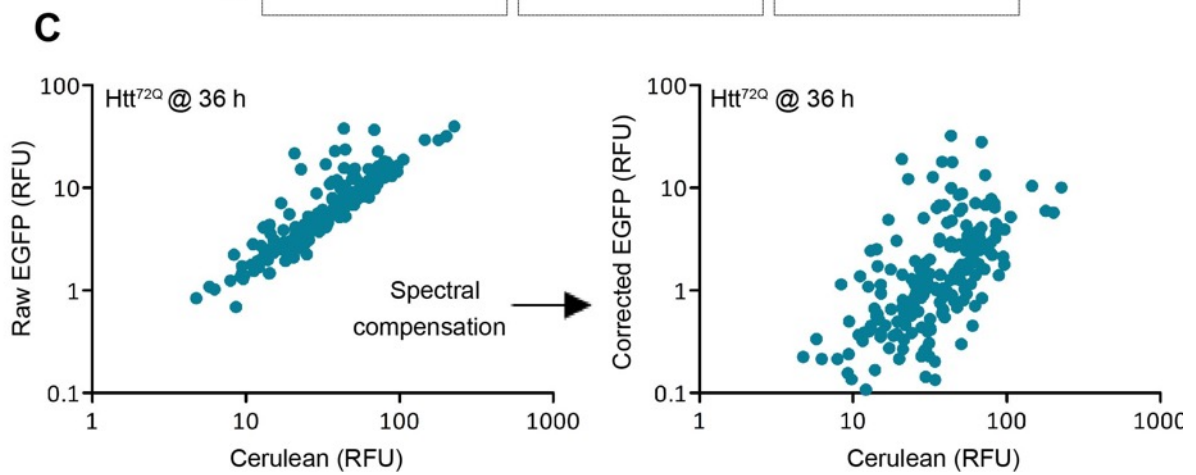 C
Htt72Q @ 36 h
Raw EGFP (RFU)
100
10
1
0.1
1
10
100
1000
Cerulean (RFU)
Spectral
compensation
Htt72Q @ 36 h
Corrected EGFP (RFU)
100
10
1
0.1
1
10
100
1000
Cerulean (RFU)